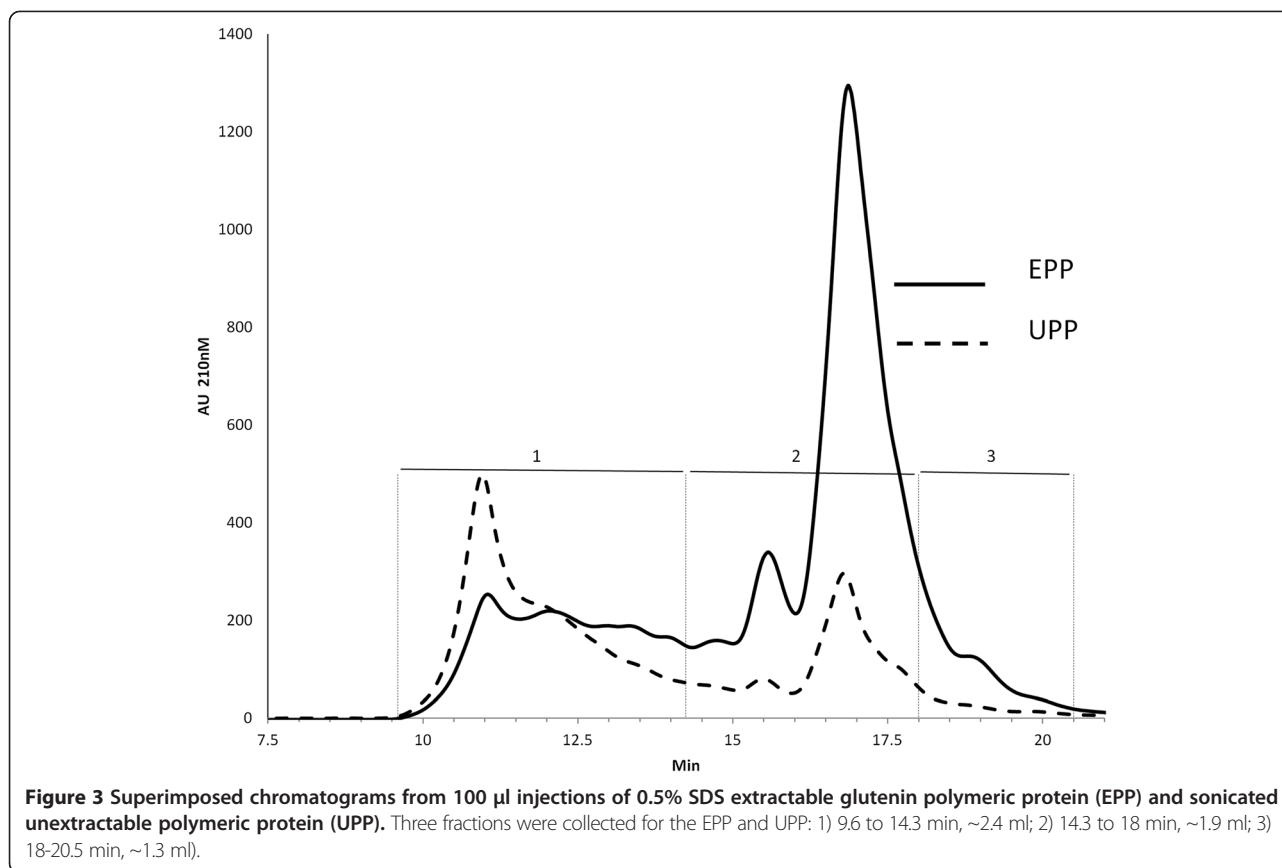 1400
1200
1000
800
600
400
200
0
AU 210nM
EPP
UPP
1
2
3
7.5 10 12.5 15 17.5 20
Min
Figure 3 Superimposed chromatograms from 100 µl injections of 0.5% SDS extractable glutenin polymeric protein (EPP) and sonicated
unextractable polymeric protein (UPP). Three fractions were collected for the EPP and UPP: 1) 9.6 to 14.3 min, ~2.4 ml; 2) 14.3 to 18 min, ~1.9 ml; 3)
18-20.5 min, ~1.3 ml).